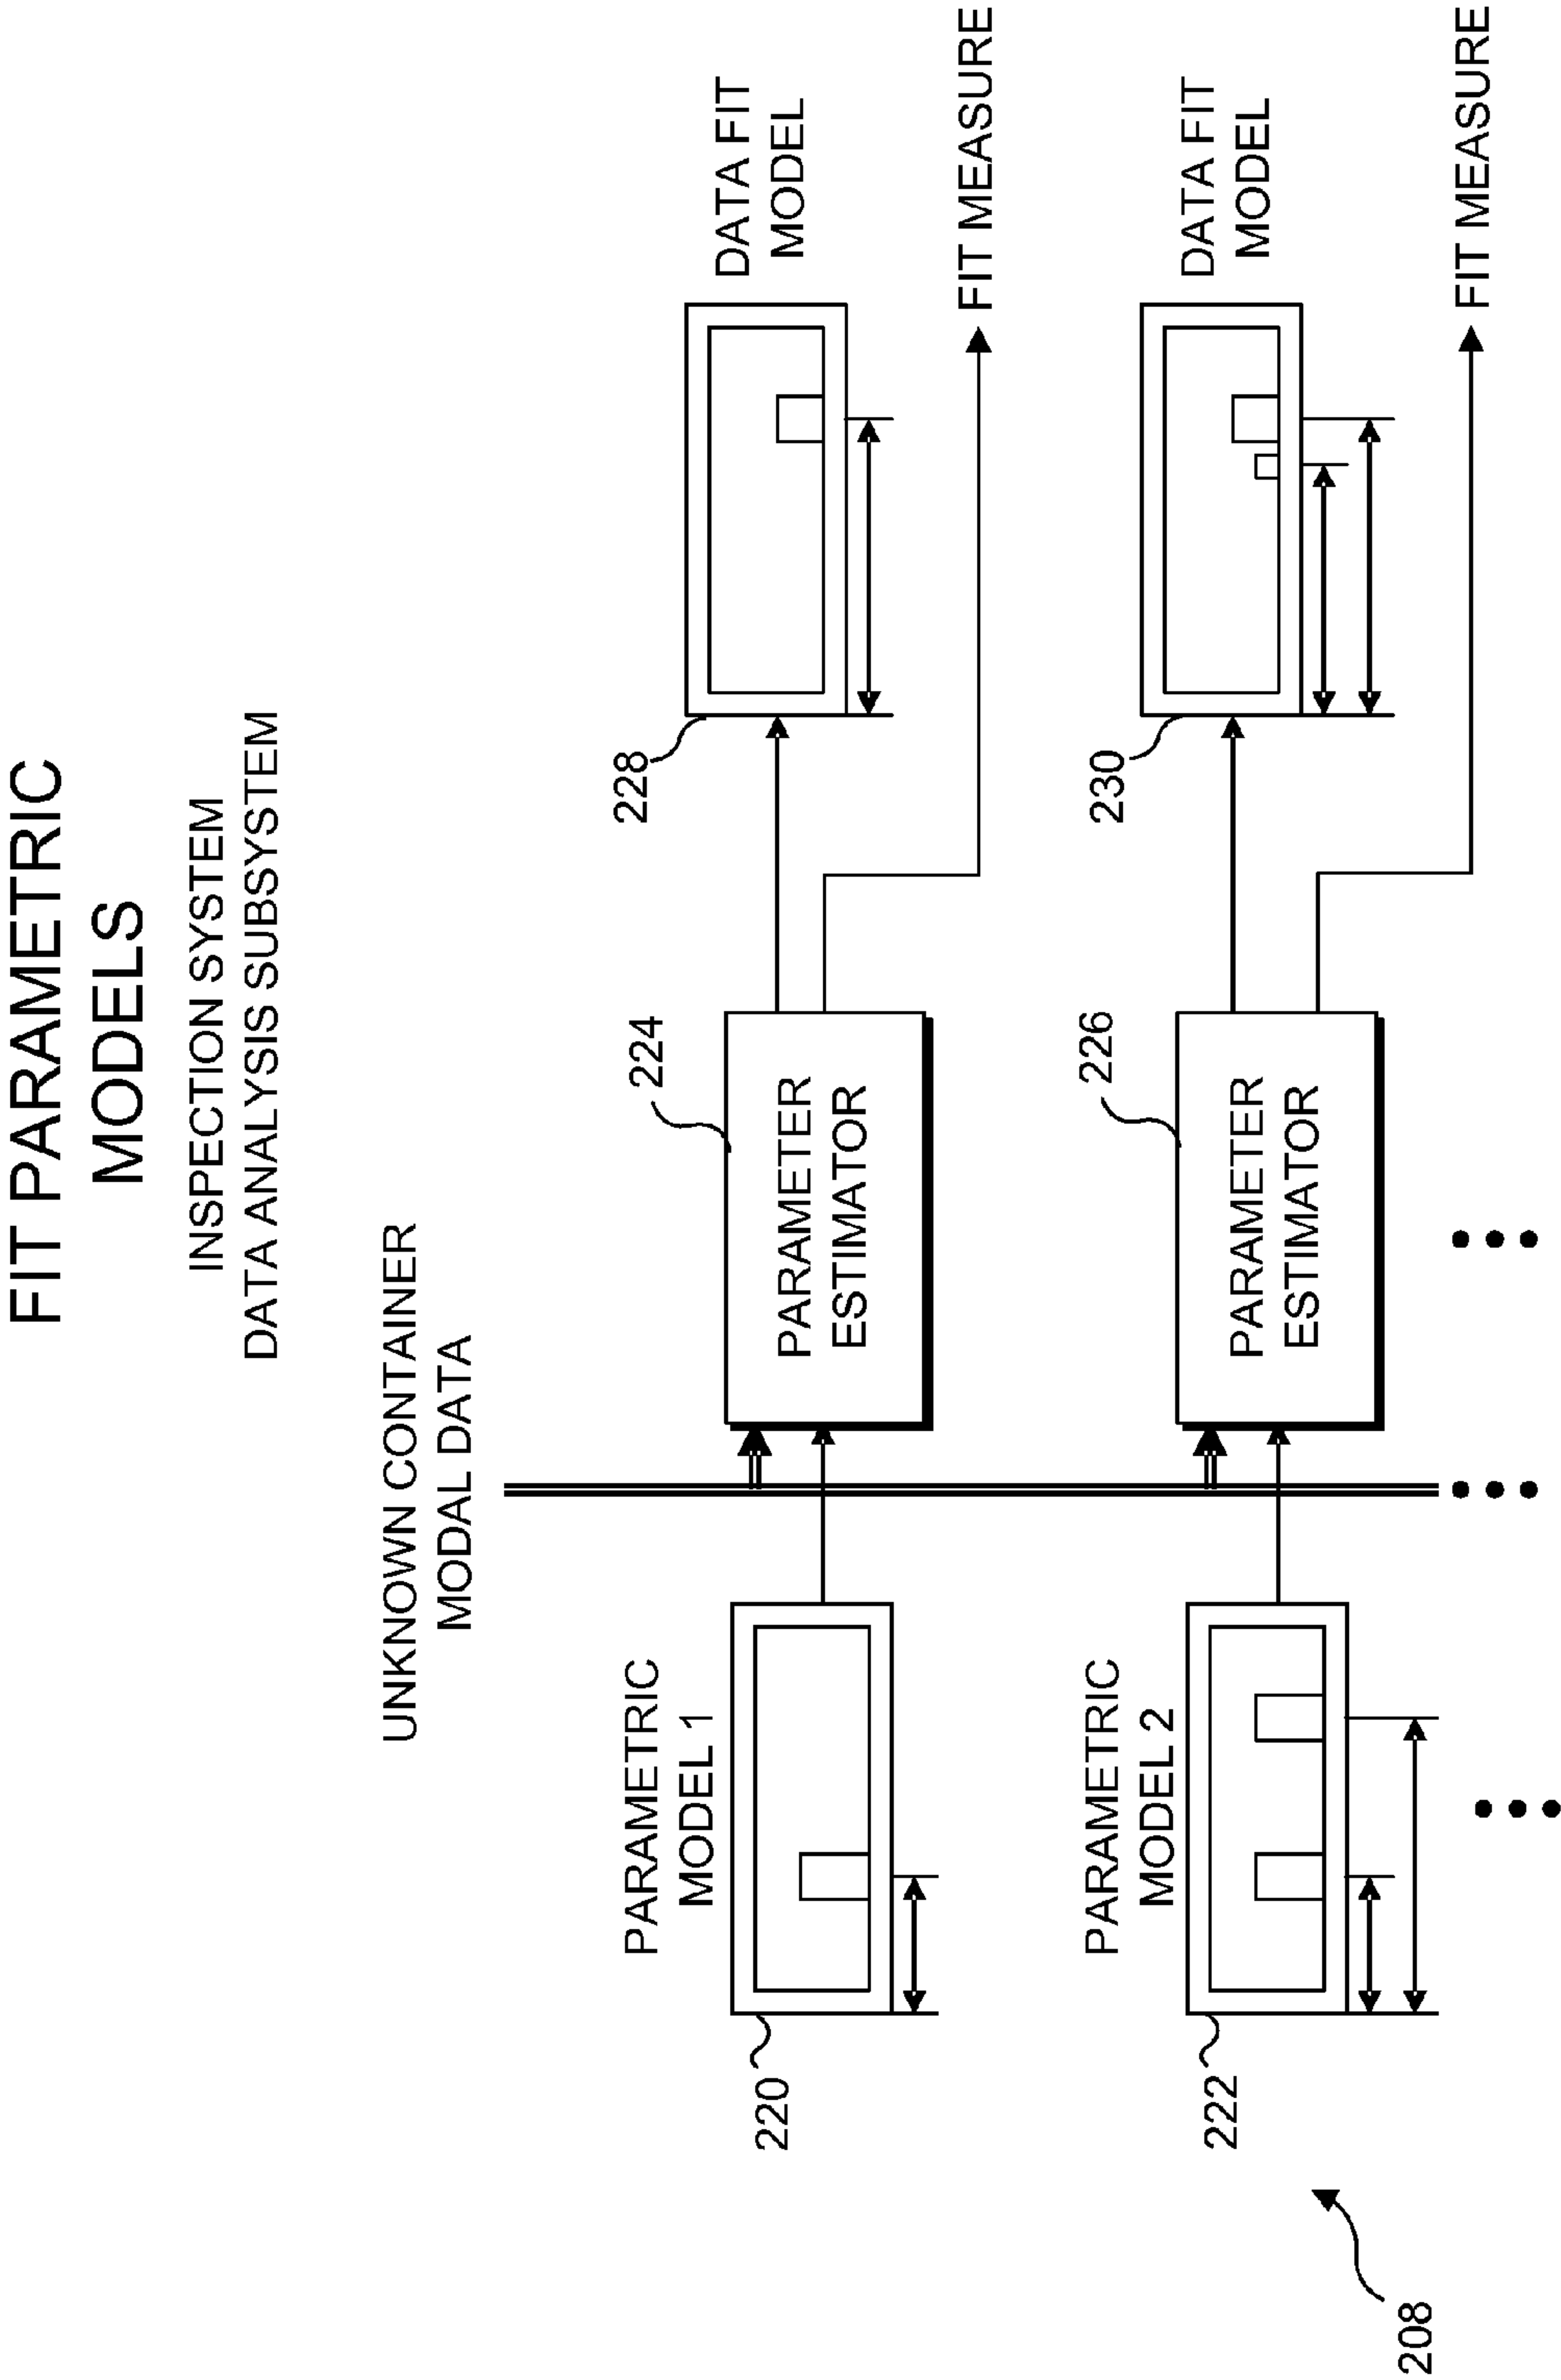 FIT PARAMETRIC
MODELS
INSPECTION SYSTEM
DATA ANALYSIS SUBSYSTEM
UNKNOWN CONTAINER
MODAL DATA
PARAMETRIC
MODEL 1
220
224
PARAMETER
ESTIMATOR
228
DATA FIT
MODEL
FIT MEASURE
PARAMETRIC
MODEL 2
222
226
PARAMETER
ESTIMATOR
230
DATA FIT
MODEL
FIT MEASURE
208